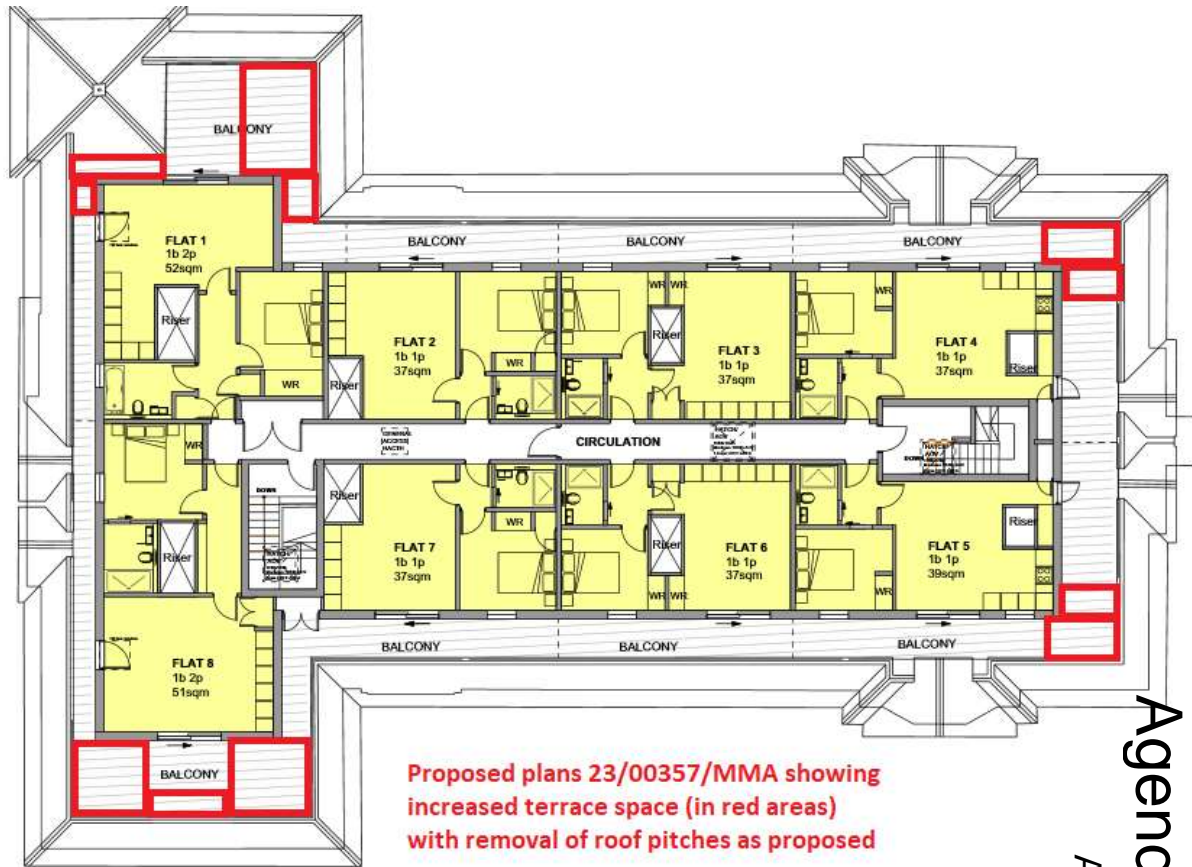 BALCONY
FLAT 1
1b 2p
52sqm
Riser
WR
BALCONY
BALCONY
BALCONY
FLAT 2
1b 1p
37sqm
Riser
WR
WR WR
Riser
FLAT 3
1b 1p
37sqm
WR
FLAT 4
1b 1p
37sqm
Riser
CIRCULATION
WR
Riser
DOWN
DOWN
Riser
FLAT 7
1b 1p
37sqm
WR
Riser
FLAT 6
1b 1p
37sqm
WR WR
WR
FLAT 5
1b 1p
39sqm
Riser
FLAT 8
1b 2p
51sqm
BALCONY
BALCONY
BALCONY
BALCONY
Proposed plans 23/00357/MMA showing
increased terrace space (in red areas)
with removal of roof pitches as proposed